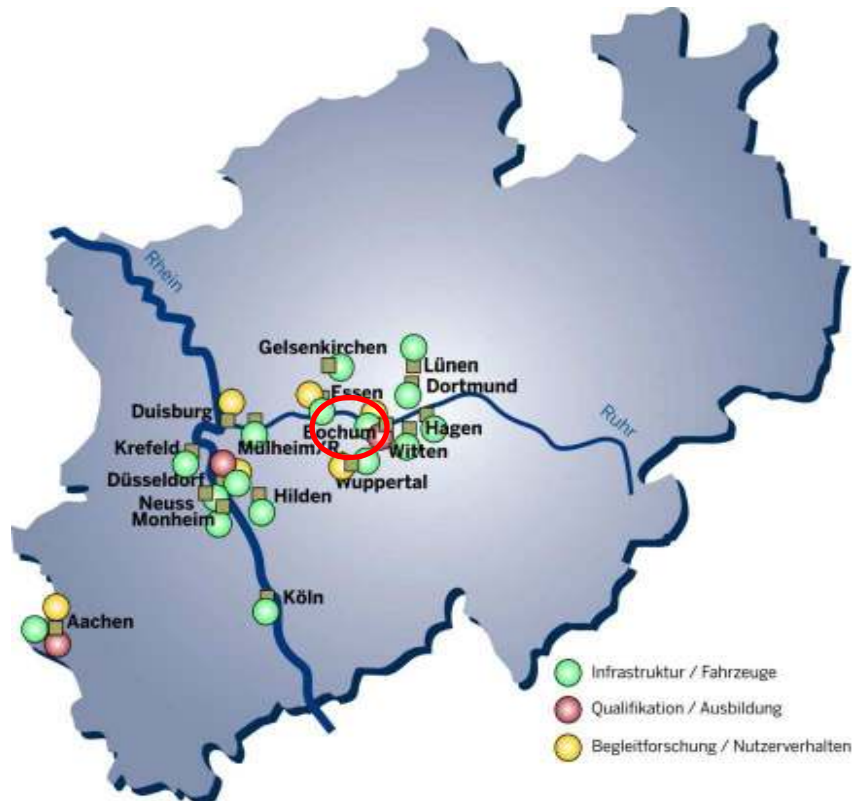 Rhein
Gelsenkirchen
Lünen
Essen
Dortmund
Duisburg
Ruhr
Bochum
Hagen
Krefeld
Mülheim/R.
Witten
Düsseldorf
Wuppertal
Neuss
Hilden
Monheim
Köln
Aachen
Infrastruktur / Fahrzeuge
Qualifikation / Ausbildung
Begleitforschung / Nutzerverhalten